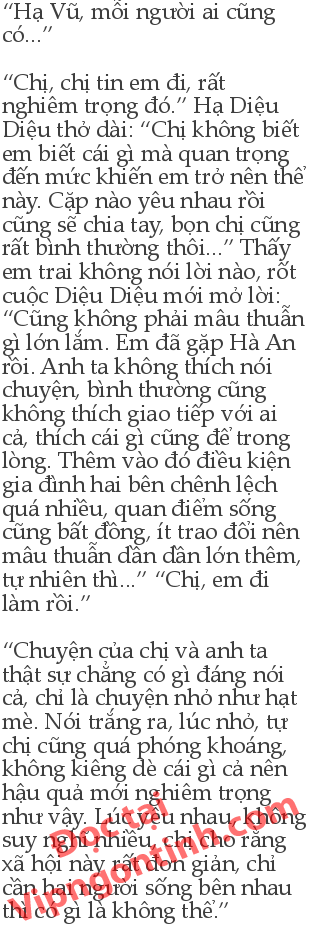 “Hạ Vũ, mỗi người ai cũng
có...”
“Chị, chị tin em đi, rất
nghiêm trọng đó.” Hạ Diệu
Diệu thở dài: “Chị không biết
em biết cái gì mà quan trọng
đến mức khiến em trở nên thể
này. Cặp nào yêu nhau rồi
cũng sẽ chia tay, bọn chị cũng
rất bình thường thôi...” Thấy
em trai không nói lời nào, rốt
cuộc Diệu Diệu mới mở lời:
“Cũng không phải mâu thuẫn
gì lớn lắm. Em đã gặp Hà An
rồi. Anh ta không thích nói
chuyện, bình thường cũng
không thích giao tiếp với ai
cả, thích cái gì cũng để trong
lòng. Thêm vào đó điều kiện
gia đình hai bên chênh lệch
quá nhiều, quan điểm sống
cũng bất đồng, ít trao đổi nên
mâu thuẫn dần dần lớn thêm,
tự nhiên thì...” “Chị, em đi
làm rồi.”
“Chuyện của chị và anh ta
thật sự chẳng có gì đáng nói
cả, chỉ là chuyện nhỏ như hạt
mè. Nói trắng ra, lúc nhỏ, tự
chị cũng quá phóng khoáng,
không kiêng dè cái gì cả nên
hậu quả mới nghiêm trọng
như vậy. Lúc yêu nhau, không
suy nghĩ nhiều, chị cho rằng
xã hội này rất đơn giản, chỉ
cần hai người sống bên nhau
thì có gì là không thể.”
Đọc tại
Vipngontinh.com